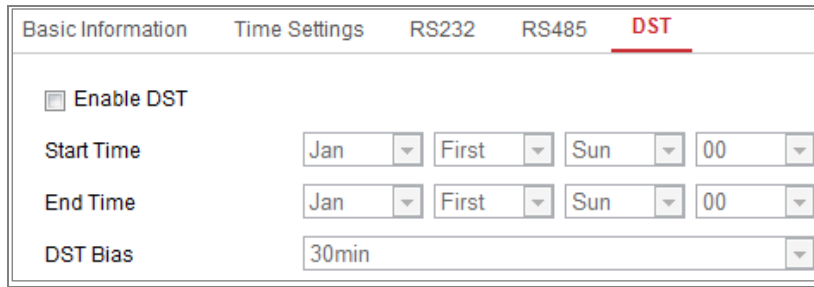 Basic Information Time Settings RS232 RS485 DST
Enable DST
Start Time Jan First Sun 00
End Time Jan First Sun 00
DST Bias 30min